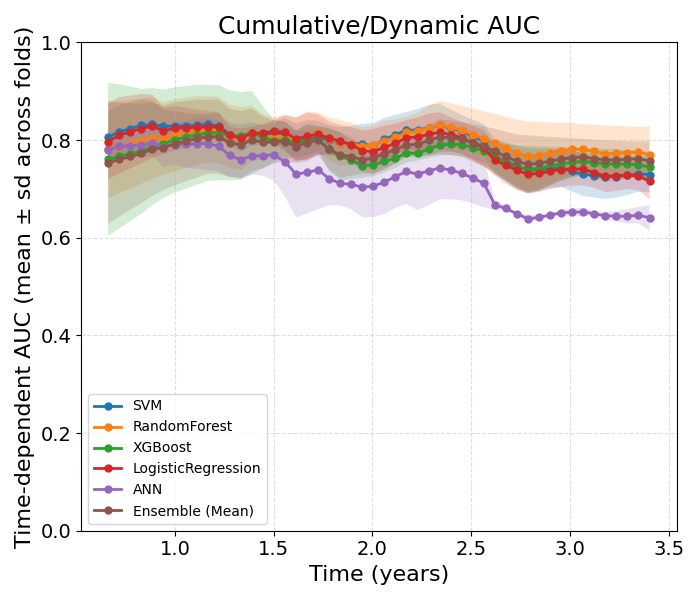 Cumulative/Dynamic AUC
Time-dependent AUC (mean ± sd across folds)
1.0
0.8
0.6
0.4
0.2
0.0
SVM
RandomForest
XGBoost
LogisticRegression
ANN
Ensemble (Mean)
1.0 1.5 2.0 2.5 3.0 3.5
Time (years)